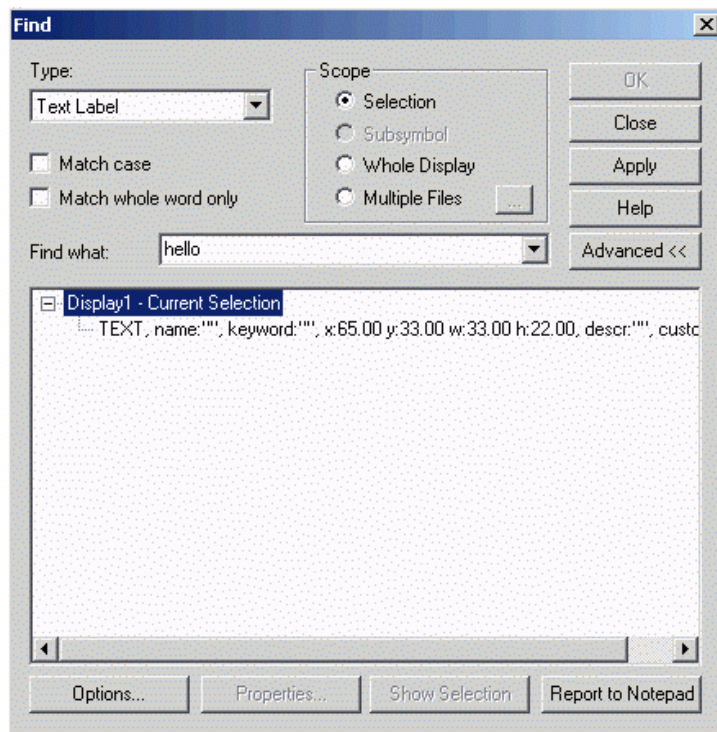 Find
Type:
Text Label
Match case
Match whole word only
Scope
Selection
Subsymbol
Whole Display
Multiple Files
...
OK
Close
Apply
Help
Advanced <<
Find what:
hello
Display1 - Current Selection
TEXT, name:"", keyword:"", x:65.00 y:33.00 w:33.00 h:22.00, descr:"", custo
Options...
Properties...
Show Selection
Report to Notepad